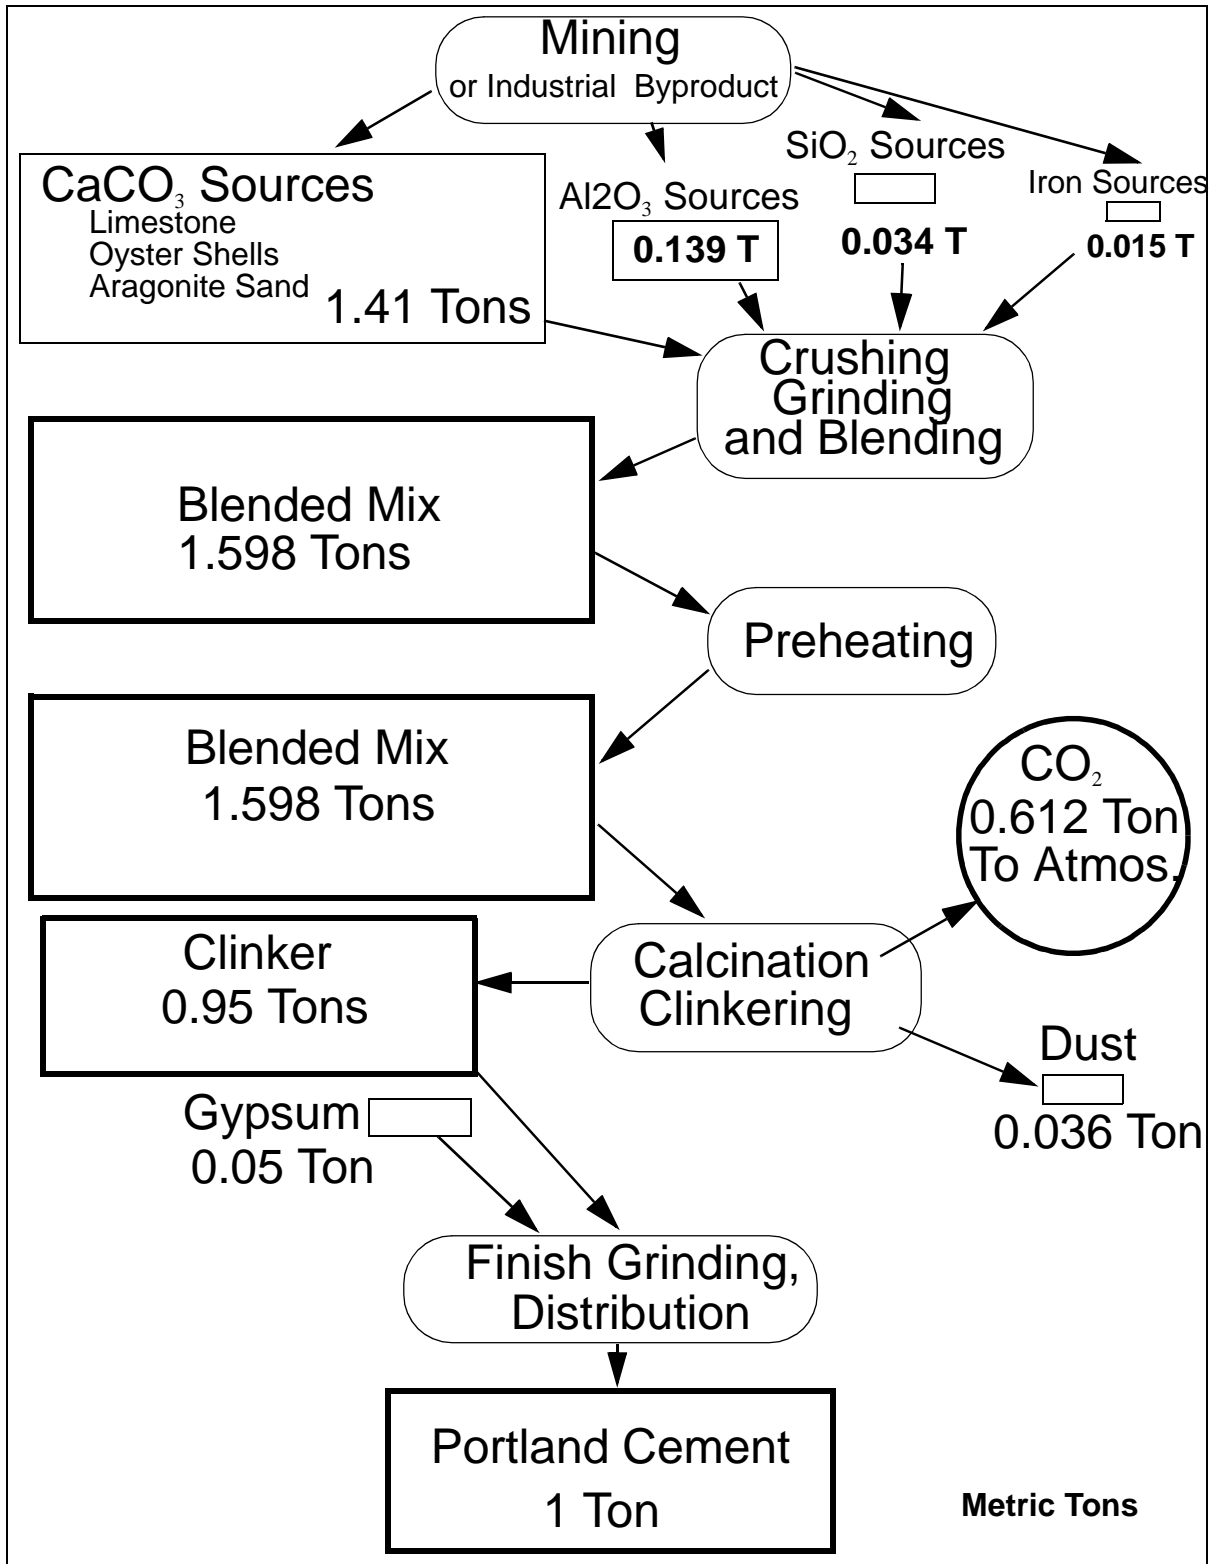 Mining
or Industrial Byproduct
SiO₂ Sources
CaCO₃ Sources
Limestone
Oyster Shells
Aragonite Sand
1.41 Tons
Al2O₃ Sources
0.139 T
0.034 T
Iron Sources
0.015 T
Crushing
Grinding
and Blending
Blended Mix
1.598 Tons
Preheating
Blended Mix
1.598 Tons
CO₂
0.612 Ton
To Atmos.
Calcination
Clinkering
Clinker
0.95 Tons
Dust
0.036 Ton
Gypsum
0.05 Ton
Finish Grinding,
Distribution
Portland Cement
1 Ton
Metric Tons